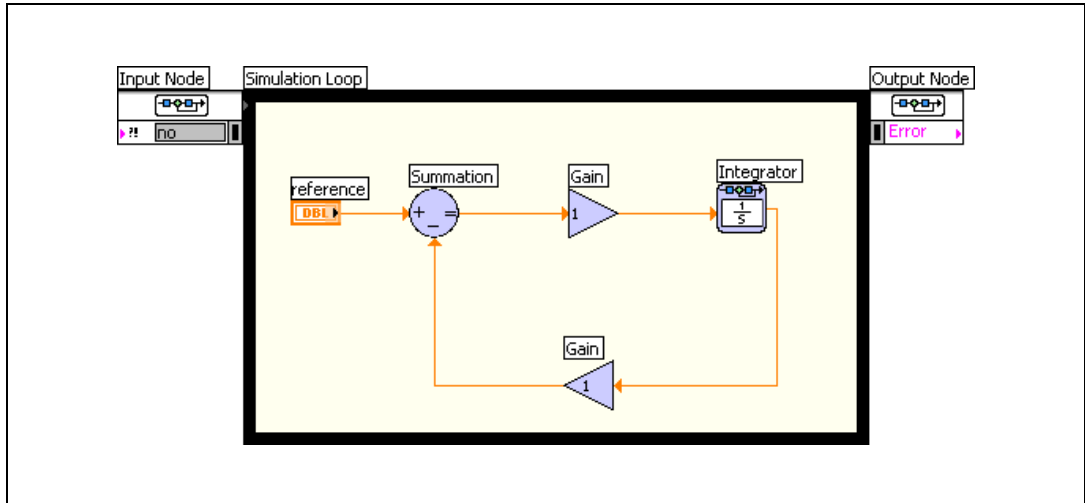 Input Node
Simulation Loop
Output Node
?! no
Error
reference
Summation
Gain
Integrator
DBL
+ =
−
1
1
S
Gain
1